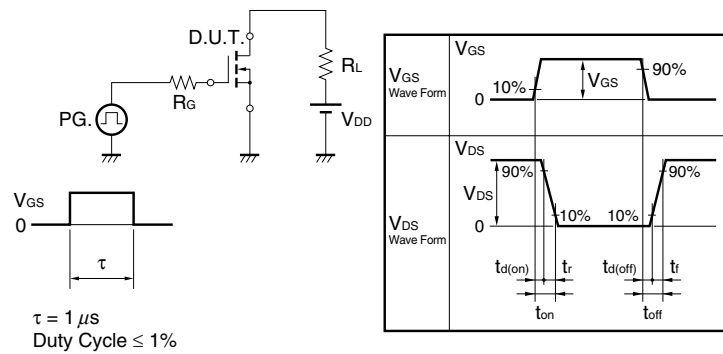 D.U.T.
RL
RG
PG.
VDD
VGS
0
τ
τ = 1 μs
Duty Cycle ≤ 1%
VGS
Wave Form
VGS
10%
VGS
90%
0
VDS
Wave Form
VDS
90%
VDS
90%
10%
10%
0
td(on)
tr
td(off)
tf
ton
toff